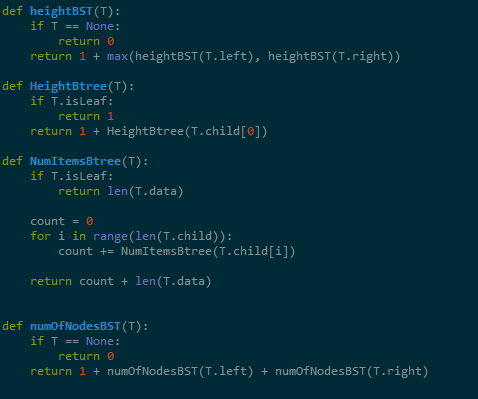 def heightBST(T):
    if T == None:
        return 0
    return 1 + max(heightBST(T.left), heightBST(T.right))
def HeightBtree(T):
    if T.isLeaf:
        return 1
    return 1 + HeightBtree(T.child[0])
def NumItemsBtree(T):
    if T.isLeaf:
        return len(T.data)
    count = 0
    for i in range(len(T.child)):
        count += NumItemsBtree(T.child[i])
    return count + len(T.data)
def numOfNodesBST(T):
    if T == None:
        return 0
    return 1 + numOfNodesBST(T.left) + numOfNodesBST(T.right)